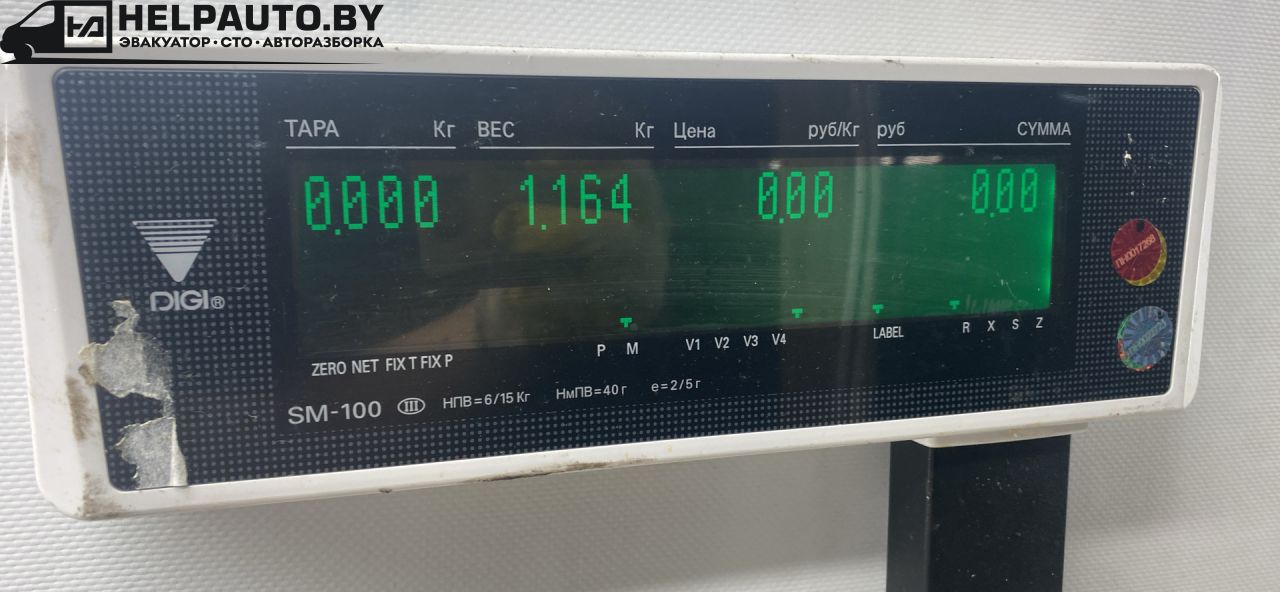 HELPAUTO.BY
ЭВАКУАТОР·СТО·АВТОРАЗБОРКА
ТАРА Кг ВЕС Кг Цена руб/Кг руб СУММА
0.000 1.164 0.00 0.00
DIGI®
ПН0017268
P M V1 V2 V3 V4 LABEL R X S Z
ZERO NET FIX T FIX P
SM-100 III НПВ=6/15 Кг НмПВ=40 г e=2/5 г